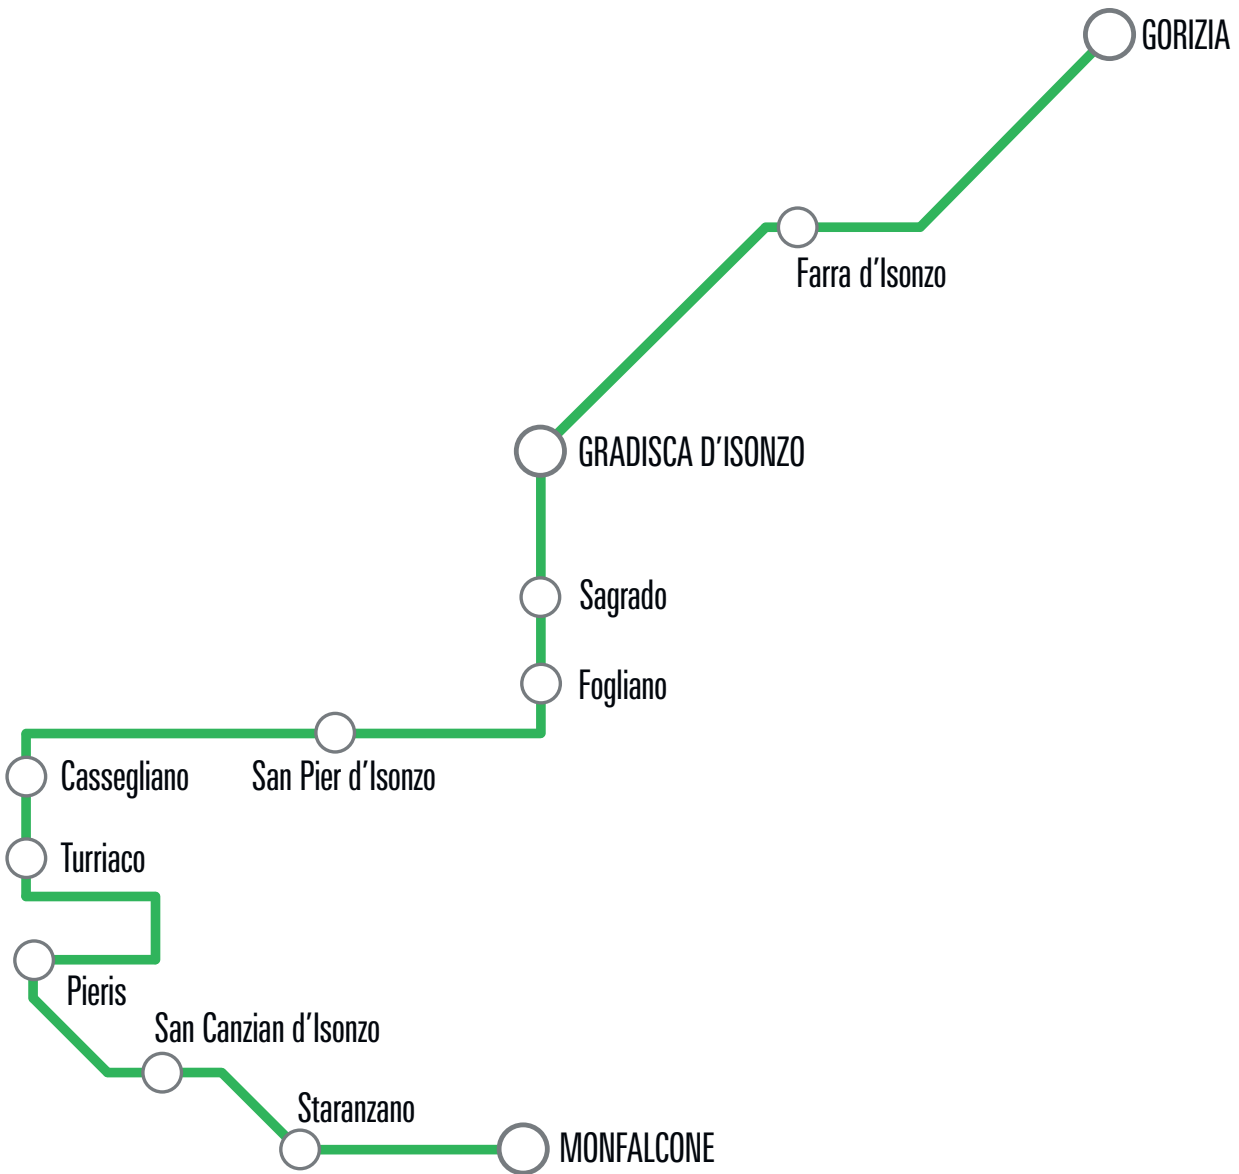 GORIZIA
Farra d'Isonzo
GRADISCA D'ISONZO
Sagrado
Fogliano
San Pier d'Isonzo
Cassegliano
Turriaco
Pieris
San Canzian d'Isonzo
Staranzano
MONFALCONE